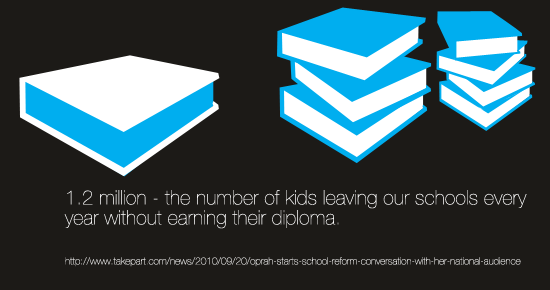 1.2 million - the number of kids leaving our schools every
year without earning their diploma.
http://www.takepart.com/news/2010/09/20/oprah-starts-school-reform-conversation-with-her-national-audience